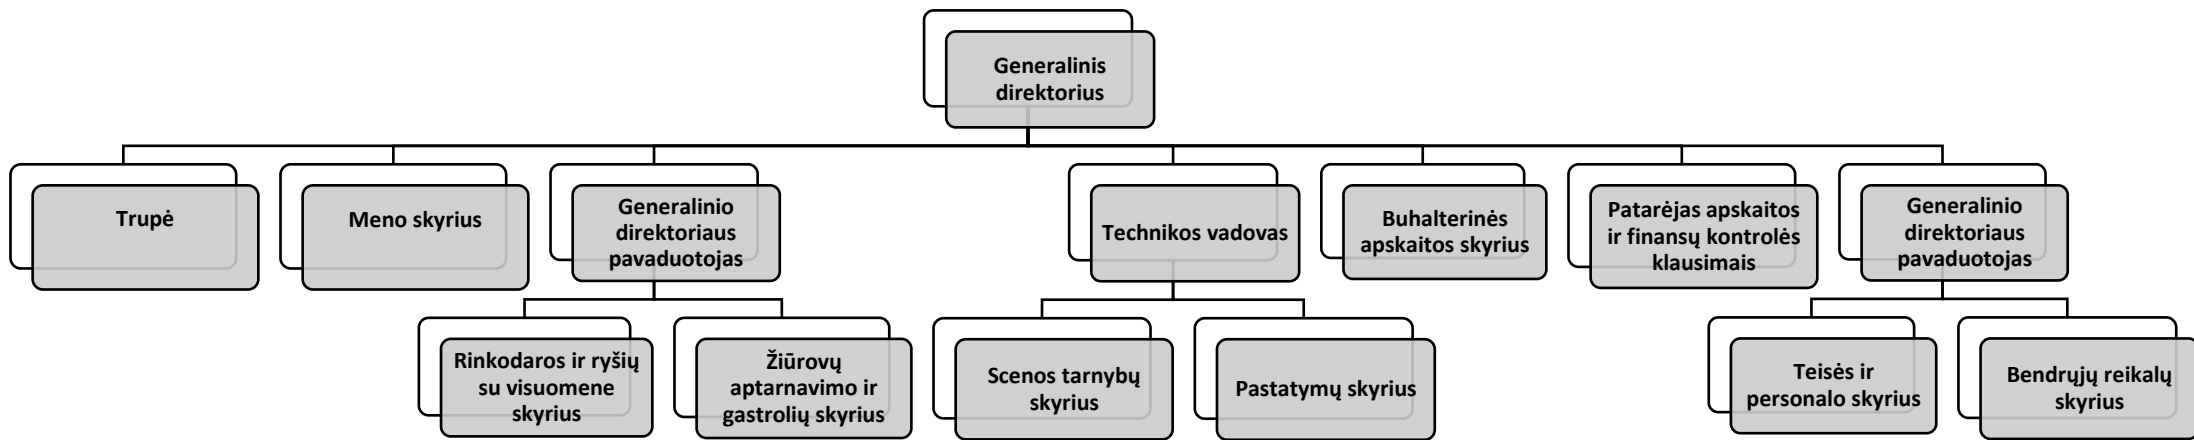 Generalinis
direktorius
Trupė
Meno skyrius
Generalinio
direktoriaus
pavaduotojas
Technikos vadovas
Buhalterinės
apskaitos skyrius
Patarėjas apskaitos
ir finansų kontrolės
klausimais
Generalinio
direktoriaus
pavaduotojas
Rinkodaros ir ryšių
su visuomene
skyrius
Žiūrovų
aptarnavimo ir
gastrolių skyrius
Scenos tarnybų
skyrius
Pastatymų skyrius
Teisės ir
personalo skyrius
Bendrųjų reikalų
skyrius